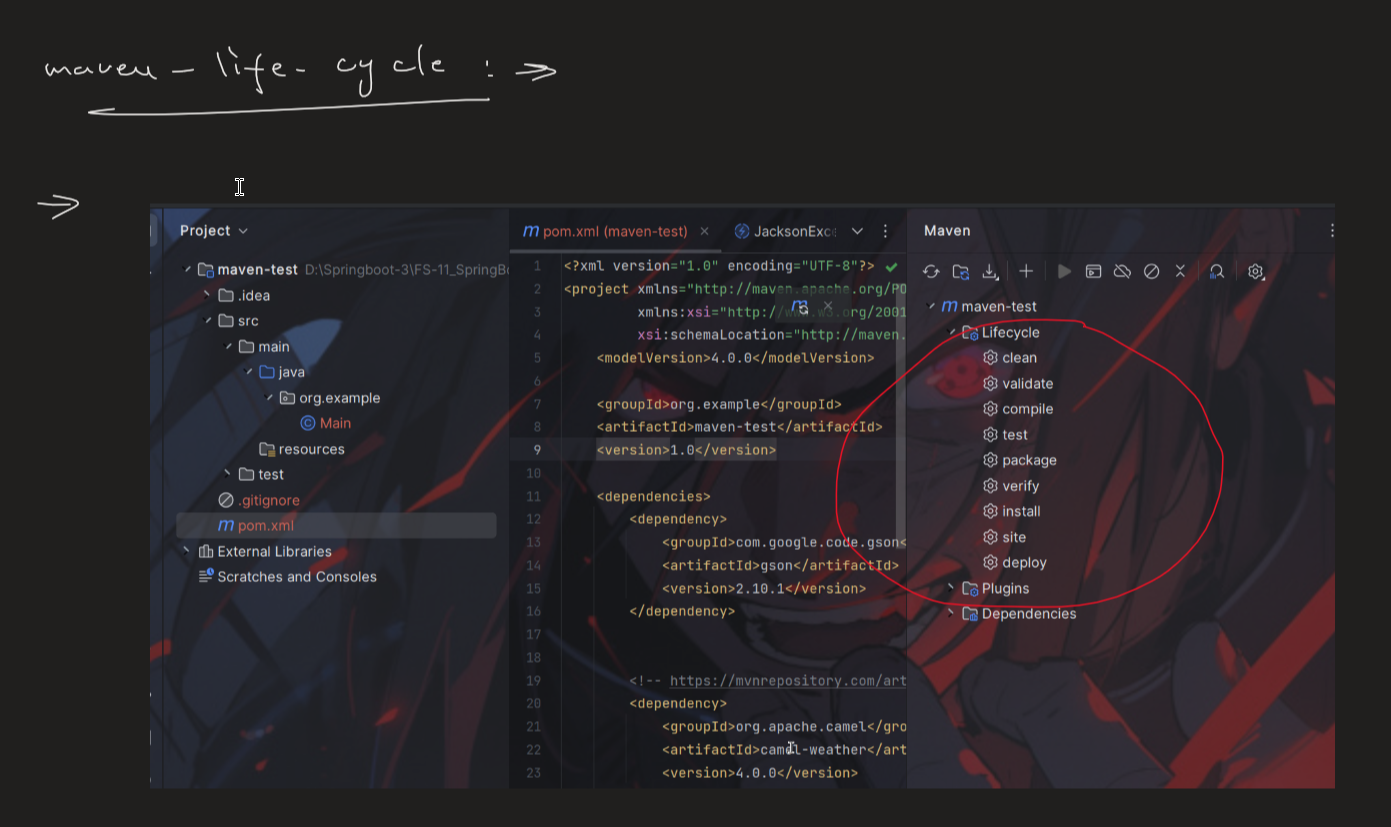 maven - life - cycle : ⇒
⇒
Project
maven-test D:\Springboot-3\FS-11_SpringBo
.idea
src
main
java
org.example
Main
resources
test
.gitignore
pom.xml
External Libraries
Scratches and Consoles
pom.xml (maven-test)
JacksonExc
1 <?xml version="1.0" encoding="UTF-8"?>
2 <project xmlns="http://maven.apache.org/PO
3 xmlns:xsi="http://www.w3.org/2001
4 xsi:schemaLocation="http://maven.
5 <modelVersion>4.0.0</modelVersion>
6
7 <groupId>org.example</groupId>
8 <artifactId>maven-test</artifactId>
9 <version>1.0</version>
10
11 <dependencies>
12 <dependency>
13 <groupId>com.google.code.gson<
14 <artifactId>gson</artifactId>
15 <version>2.10.1</version>
16 </dependency>
17
18
19 <!-- https://mvnrepository.com/art
20 <dependency>
21 <groupId>org.apache.camel</gro
22 <artifactId>camel-weather</art
23 <version>4.0.0</version>
Maven
maven-test
Lifecycle
clean
validate
compile
test
package
verify
install
site
deploy
Plugins
Dependencies